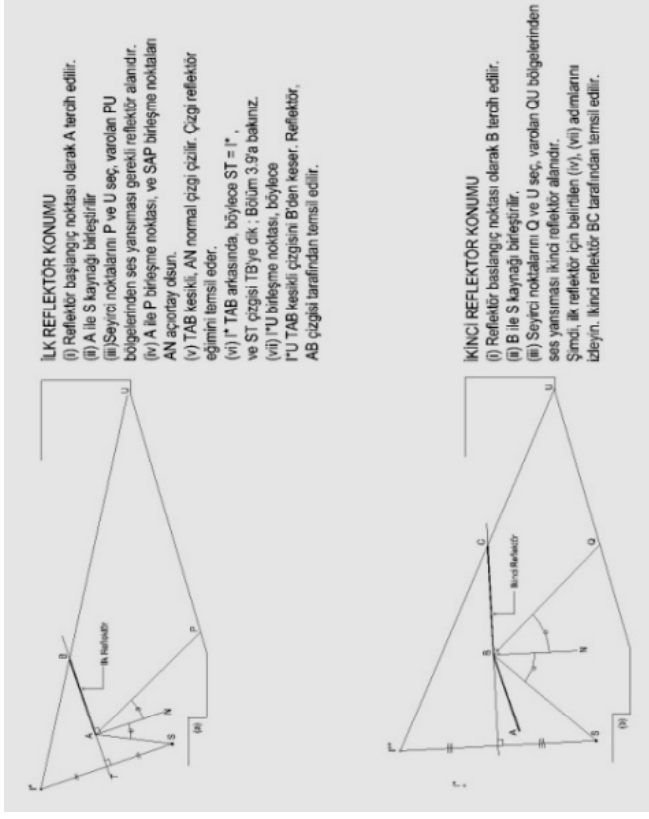 İLK REFLEKTÖR KONUMU
(i) Reflektör başlangıç noktası olarak A tercih edilir.
(ii) A ile S kaynağı birleştirilir
(iii)Seyirci noktalarını P ve U seç, varolan PU
bölgelerinden ses yansıması gerekli reflektör alanıdır.
(iv) A ile P birleşme noktası, ve SAP birleşme noktaları
AN açıortay olsun.
(v) TAB kesikli, AN normal çizgi çizilir. Çizgi reflektör
eğimini temsil eder.
(vi) I* TAB arkasında, böylece ST = I* ,
ve ST çizgisi TB'ye dik ; Bölüm 3.9'a bakınız.
(vii) I*U birleşme noktası, böylece
I*U TAB kesikli çizgisini B'den keser. Reflektör,
AB çizgisi tarafından temsil edilir.
I*
T
A
B
İlk Reflektör
N
S
P
U
(a)
İKİNCİ REFLEKTÖR KONUMU
(i) Reflektör baslangıç noktası olarak B tercih edilir.
(ii) B ile S kaynağı birleştirilir.
(iii) Seyirci noktalarını Q ve U seç, varolan QU bölgelerinden
ses yansıması ikinci reflektör alanıdır.
Şimdi, ilk reflektör için belirtilen (iv), (vii) adımlarını
izleyin. Ikinci reflektör BC tarafından temsil edilir.
A
B
C
İkinci Reflektör
N
S
Q
U
(b)